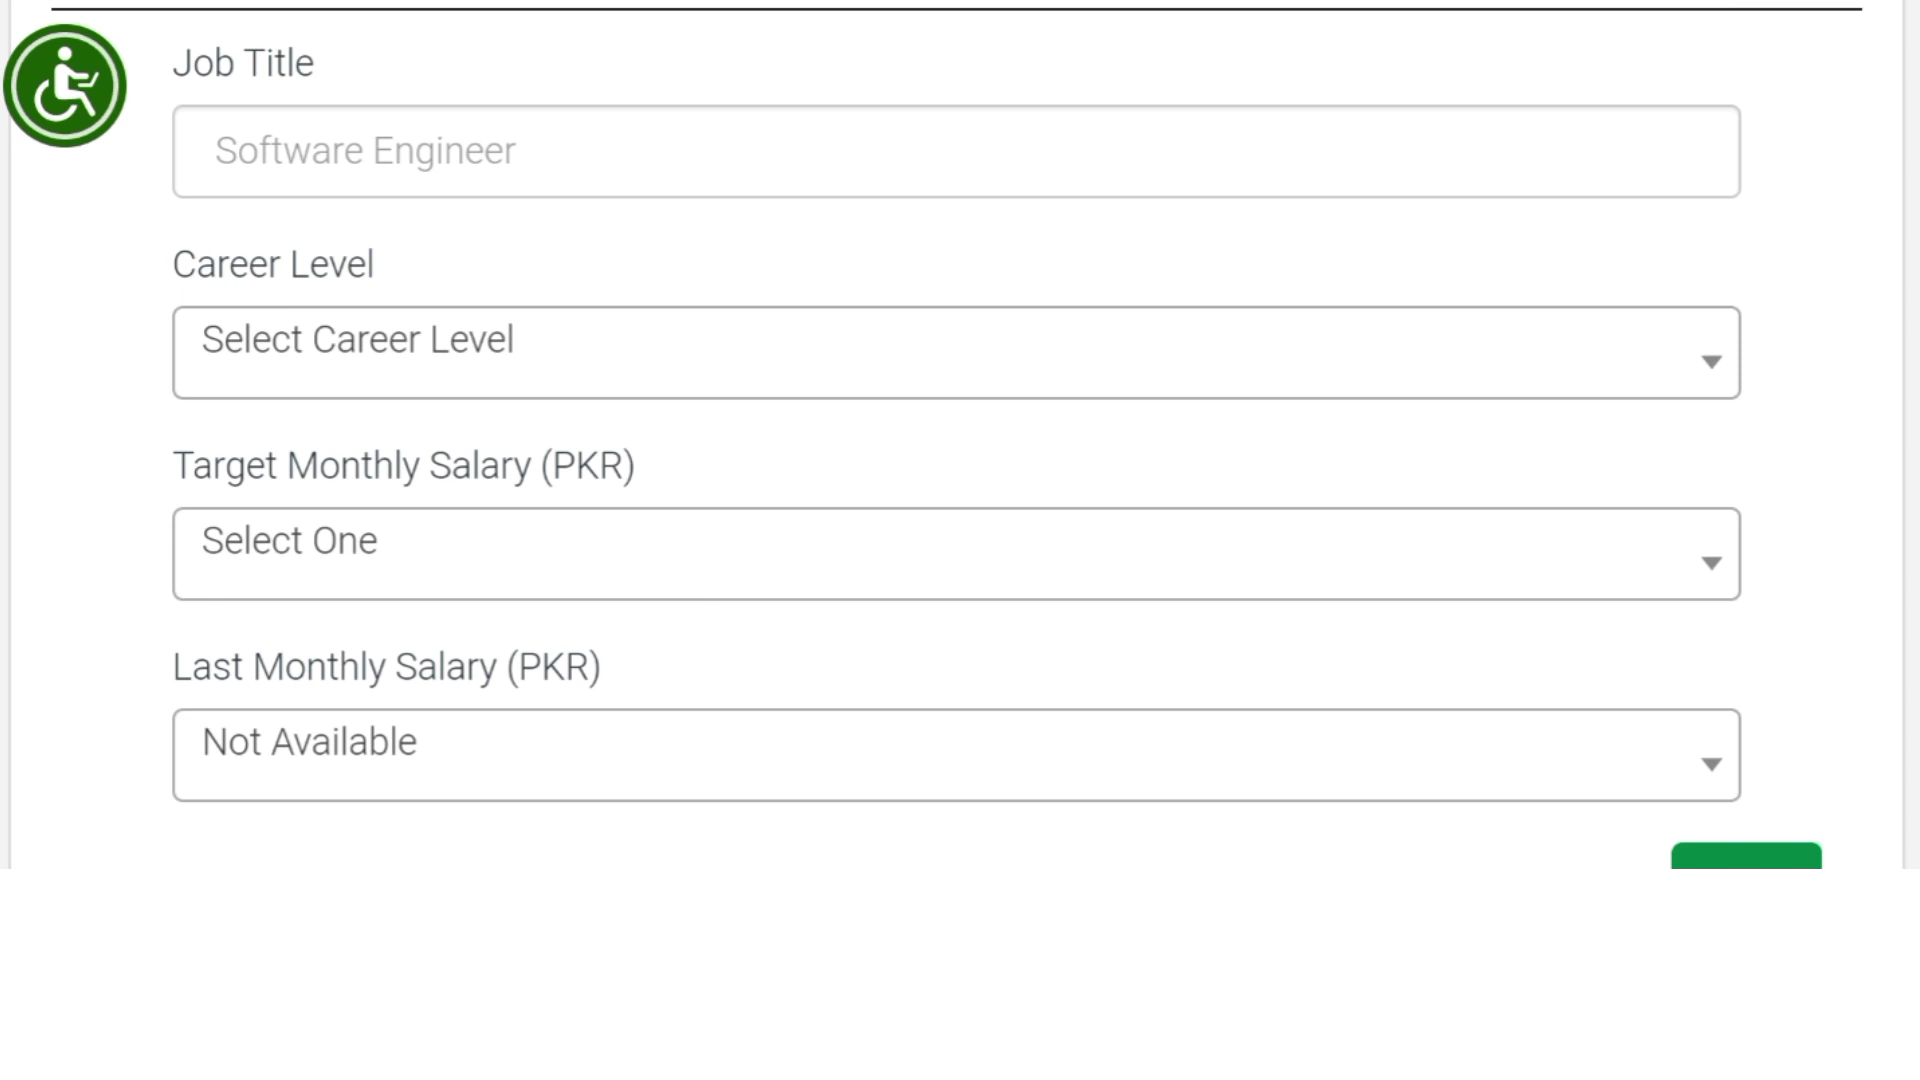 Job Title
Software Engineer
Career Level
Select Career Level
Target Monthly Salary (PKR)
Select One
Last Monthly Salary (PKR)
Not Available